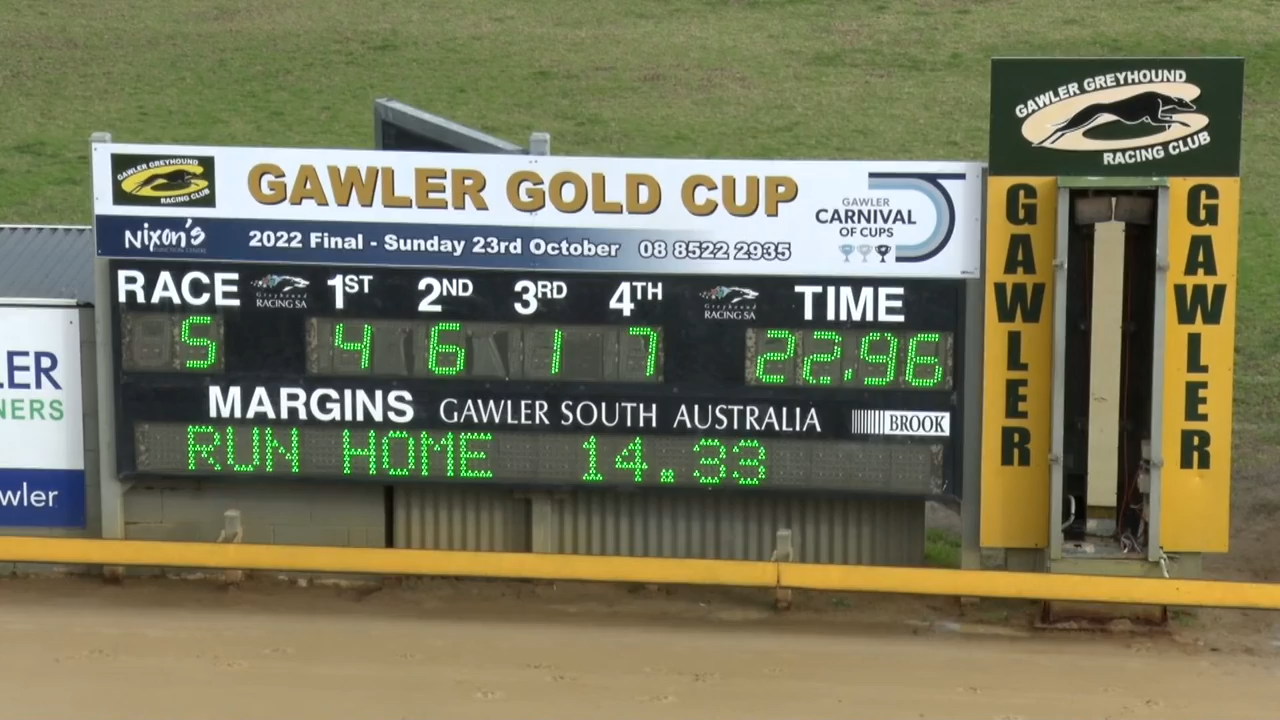 GAWLER GREYHOUND
RACING CLUB
GAWLER GREYHOUND
RACING CLUB
GAWLER GOLD CUP
GAWLER
CARNIVAL
OF CUPS
Nixon's
2022 Final - Sunday 23rd October 08 8522 2935
RACE
Greyhound
RACING SA
1ST 2ND 3RD 4TH
Greyhound
RACING SA
TIME
5 4 6 1 7 22.96
MARGINS GAWLER SOUTH AUSTRALIA BROOK
RUN HOME 14.33
GAWLER
GAWLER
LER
NERS
wler